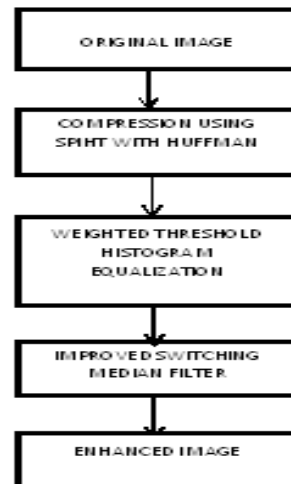 ORIGINAL IMAGE
COMPRESSION USING
SPIHT WITH HUFFMAN
WEIGHTED THRESHOLD
HISTOGRAM
EQUALIZATION
IMPROVED SWITCHING
MEDIAN FILTER
ENHANCED IMAGE